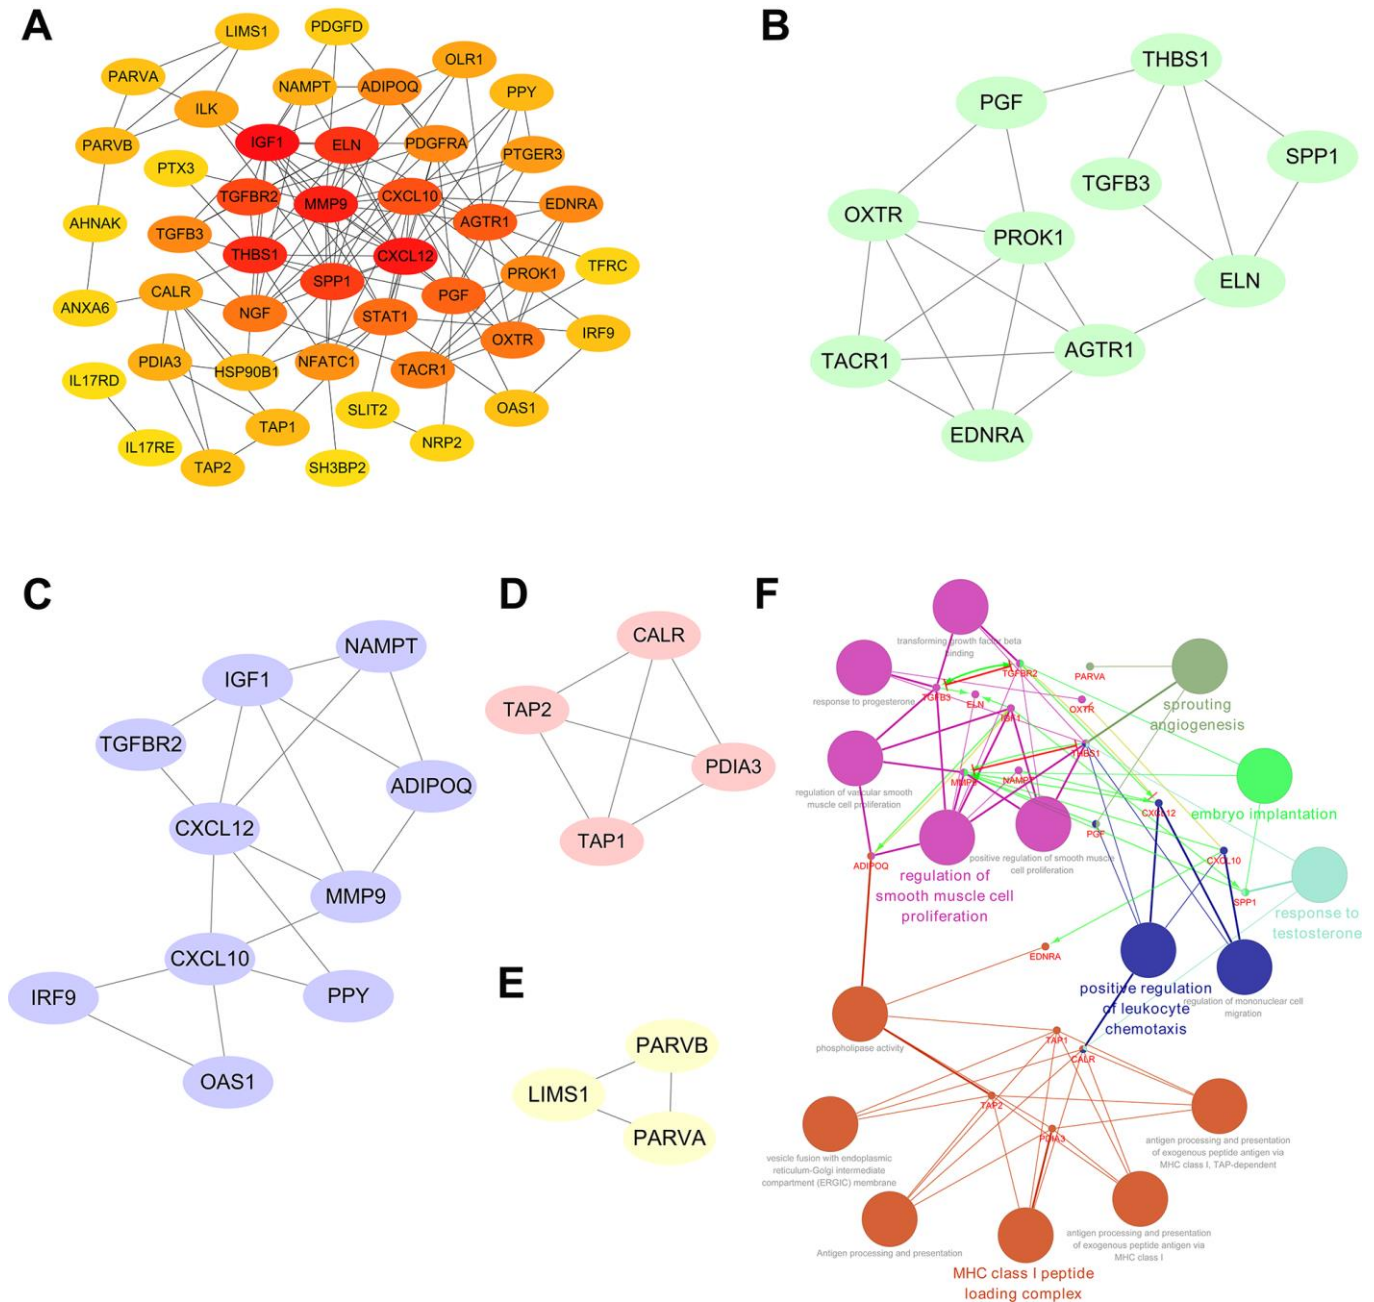 A
LIMS1
PDGFD
PARVA
NAMPT
ADIPOQ
OLR1
PPY
ILK
PARVB
IGF1
ELN
PDGFRA
PTGER3
PTX3
TGFBR2
MMP9
CXCL10
AGTR1
EDNRA
AHNAK
TGFB3
THBS1
CXCL12
PROK1
TFRC
SPP1
PGF
CALR
ANXA6
NGF
STAT1
OXTR
IRF9
PDIA3
HSP90B1
NFATC1
TACR1
IL17RD
SLIT2
OAS1
TAP1
IL17RE
NRP2
TAP2
SH3BP2
B
THBS1
PGF
SPP1
TGFB3
OXTR
PROK1
ELN
TACR1
AGTR1
EDNRA
C
NAMPT
IGF1
TGFBR2
ADIPOQ
CXCL12
MMP9
CXCL10
IRF9
PPY
OAS1
D
CALR
TAP2
PDIA3
TAP1
E
PARVB
LIMS1
PARVA
F
transforming growth factor beta
binding
TGFBR2
PARVA
response to progesterone
TGFB3
ELN
OXTR
IGF1
sprouting
angiogenesis
THBS1
MMP9
NAMPT
regulation of vascular smooth
muscle cell proliferation
CXCL12
embryo implantation
PGF
ADIPOQ
positive regulation of smooth muscle
cell proliferation
CXCL10
regulation of
smooth muscle cell
proliferation
SPP1
response to
testosterone
EDNRA
positive regulation
of leukocyte
chemotaxis
regulation of mononuclear cell
migration
phospholipase activity
TAP1
CALR
TAP2
PDIA3
vesicle fusion with endoplasmic
reticulum-Golgi intermediate
compartment (ERGIC) membrane
antigen processing and presentation
of exogenous peptide antigen via
MHC class I, TAP-dependent
Antigen processing and presentation
antigen processing and presentation
of exogenous peptide antigen via
MHC class I
MHC class I peptide
loading complex